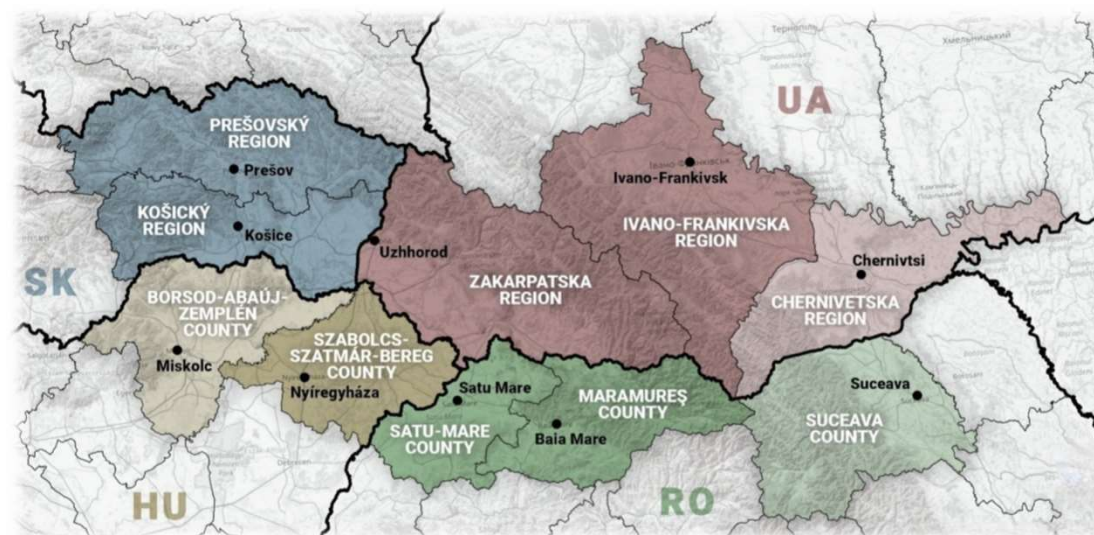 UA
PREŠOVSKÝ
REGION
Prešov
KOŠICKÝ
REGION
Košice
SK
Ivano-Frankivsk
IVANO-FRANKIVSKA
REGION
Uzhhorod
ZAKARPATSKA
REGION
Chernivtsi
CHERNIVETSKA
REGION
BORSOD-ABAÚJ-
ZEMPLÉN
COUNTY
Miskolc
SZABOLCS-
SZATMÁR-BEREG
COUNTY
Nyíregyháza
Satu Mare
SATU-MARE
COUNTY
MARAMUREȘ
COUNTY
Baia Mare
Suceava
SUCEAVA
COUNTY
HU
RO